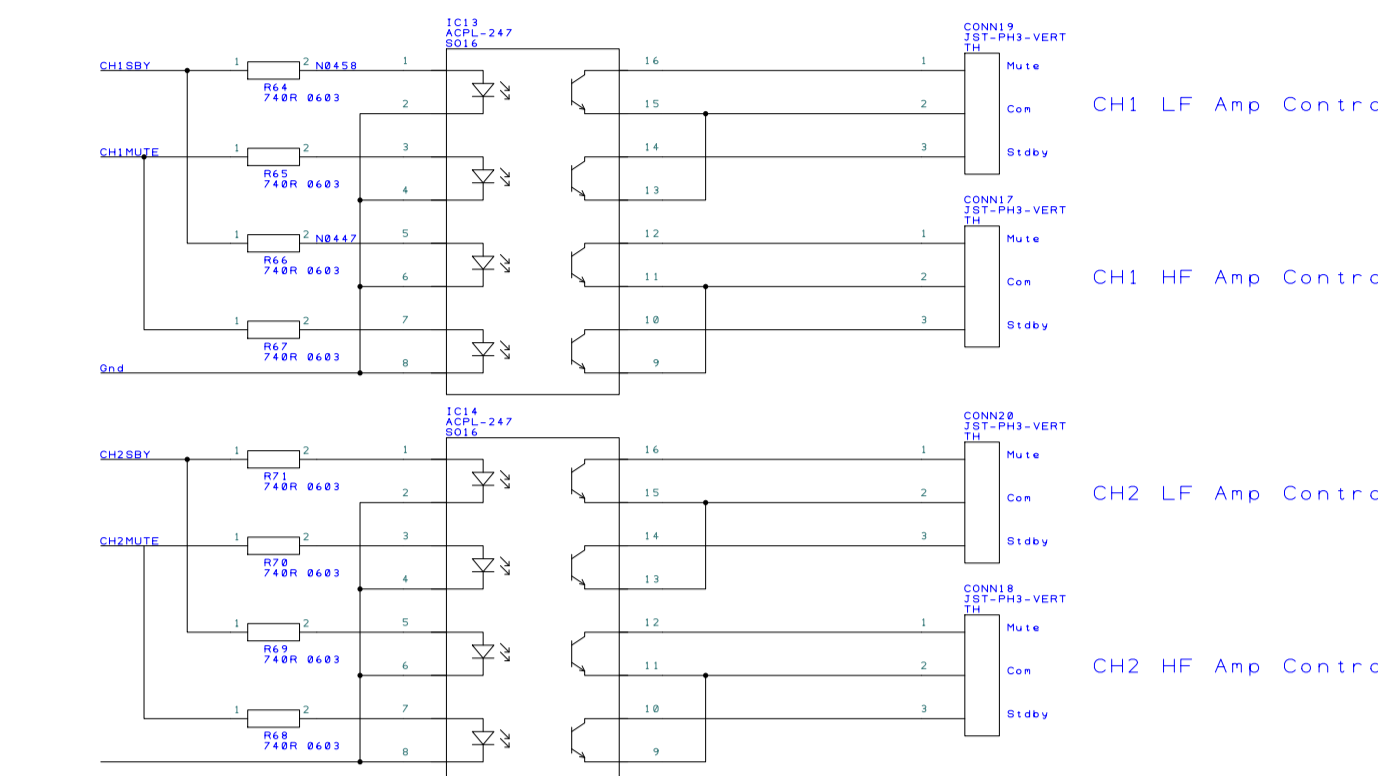 IC13
ACPL-247
SO16
CONN19
JST-PH3-VERT
TH
CH1SBY
1
2
N0458
1
16
1
Mute
R64
740R 0603
2
15
2
Com
CH1 LF Amp Contro
CH1MUTE
1
2
3
14
3
Stdby
R65
740R 0603
4
13
CONN17
JST-PH3-VERT
TH
1
2
N0447
5
12
1
Mute
R66
740R 0603
6
11
2
Com
CH1 HF Amp Contro
1
2
7
10
3
Stdby
R67
740R 0603
Gnd
8
9
IC14
ACPL-247
SO16
CONN20
JST-PH3-VERT
TH
CH2SBY
1
2
1
16
1
Mute
R71
740R 0603
2
15
2
Com
CH2 LF Amp Contro
CH2MUTE
1
2
3
14
3
Stdby
R70
740R 0603
4
13
CONN18
JST-PH3-VERT
TH
1
2
5
12
1
Mute
R69
740R 0603
6
11
2
Com
CH2 HF Amp Contro
1
2
7
10
3
Stdby
R68
740R 0603
8
9